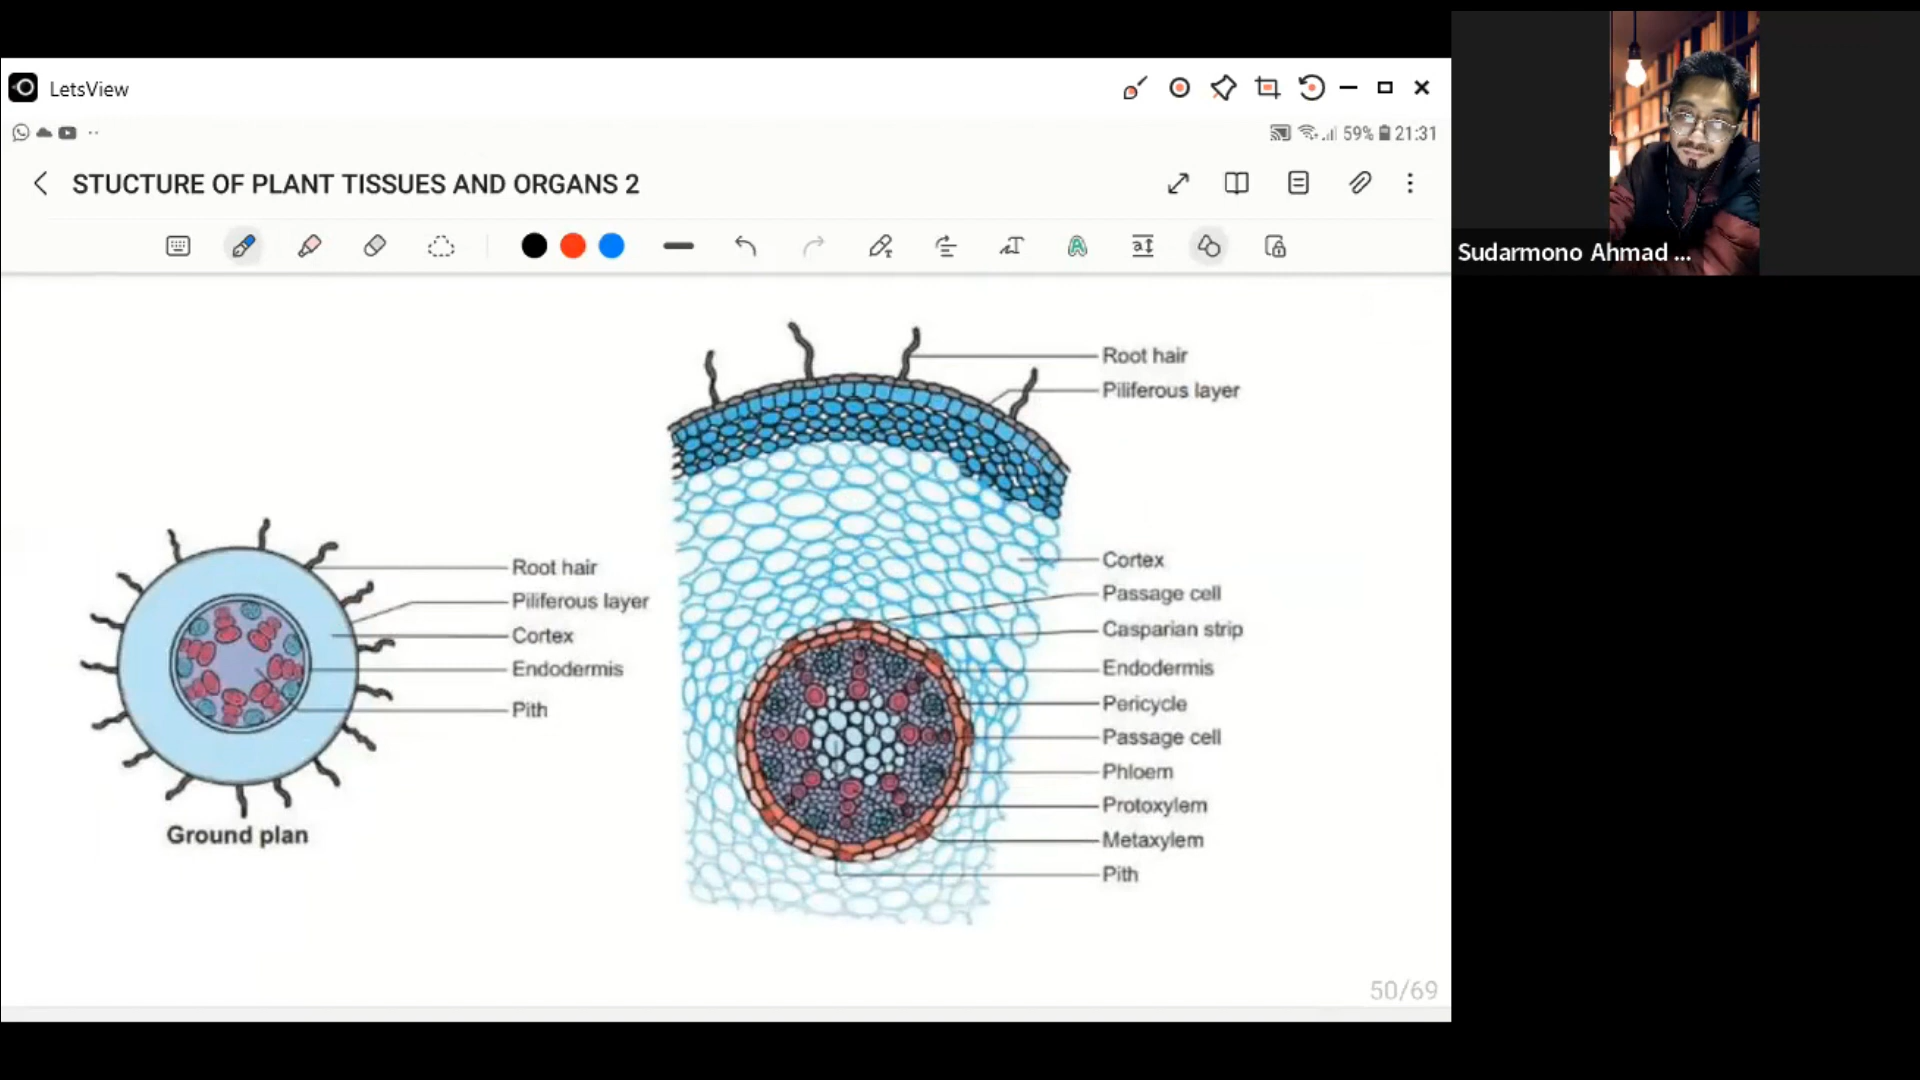 LetsView
59% 21:31
STUCTURE OF PLANT TISSUES AND ORGANS 2
Root hair
Piliferous layer
Cortex
Endodermis
Pith
Ground plan
Root hair
Piliferous layer
Cortex
Passage cell
Casparian strip
Endodermis
Pericycle
Passage cell
Phloem
Protoxylem
Metaxylem
Pith
50/69
Sudarmono Ahmad ...